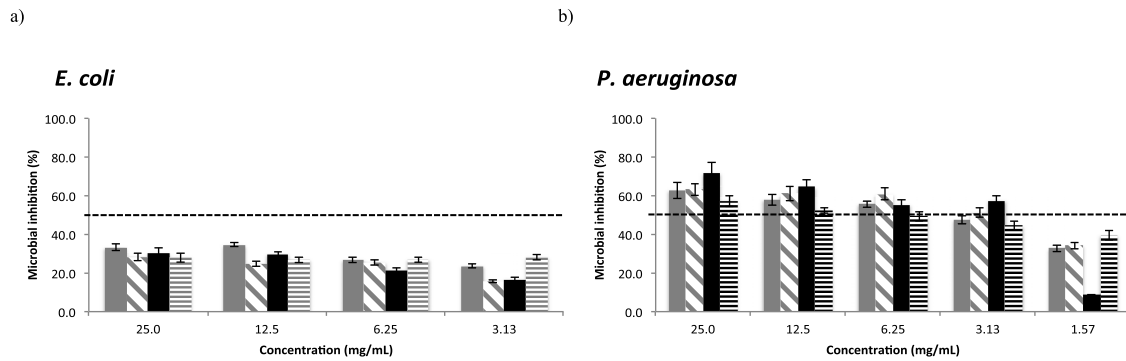 a)
E. coli
Microbial inhibition (%)
100.0
80.0
60.0
40.0
20.0
0.0
25.0 12.5 6.25 3.13
Concentration (mg/mL)
b)
P. aeruginosa
Microbial inhibition (%)
100.0
80.0
60.0
40.0
20.0
0.0
25.0 12.5 6.25 3.13 1.57
Concentration (mg/mL)